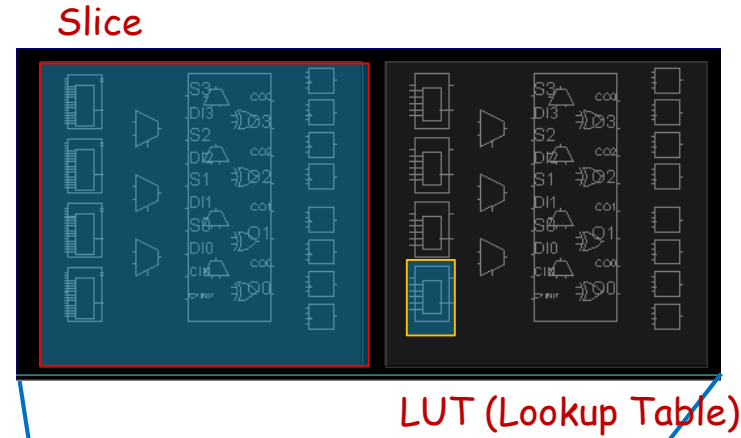 Slice
S3
CO3
DI3
O3
S2
CO2
DI2
O2
S1
CO1
DI1
O1
S0
DI0
CO0
CIN
O0
S3
CO3
DI3
O3
S2
CO2
DI2
O2
S1
CO1
DI1
O1
S0
DI0
CO0
CIN
O0
LUT (Lookup Table)